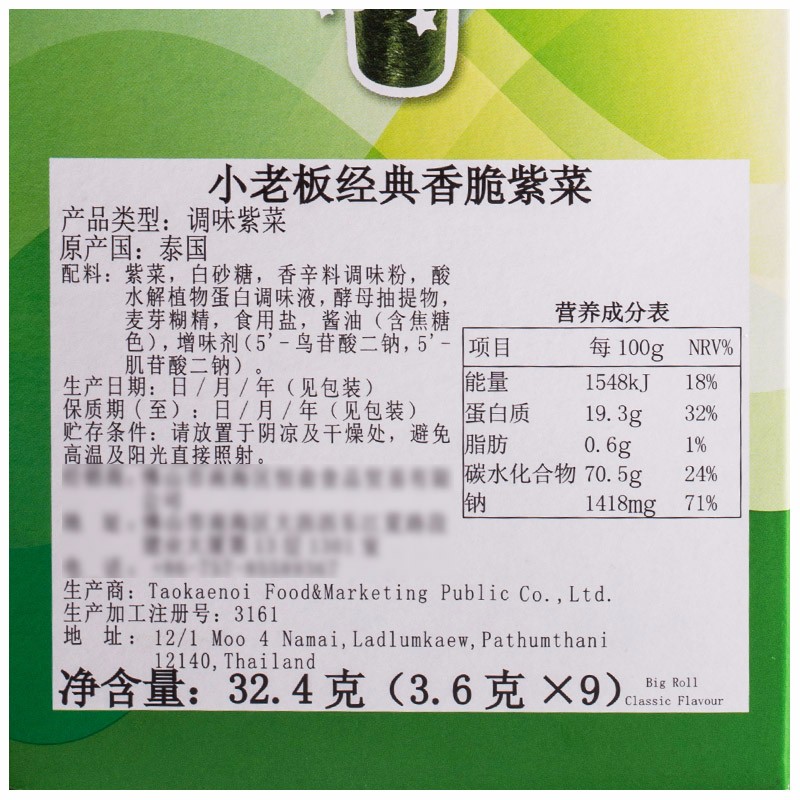 小老板经典香脆紫菜
产品类型：调味紫菜
原产国：泰国
配料：紫菜，白砂糖，香辛料调味粉，酸
水解植物蛋白调味液，酵母抽提物，
麦芽糊精，食用盐，酱油（含焦糖
色），增味剂（5'-鸟苷酸二钠，5'-
肌苷酸二钠）。
生产日期：日/月/年（见包装）
保质期（至）：日/月/年（见包装）
贮存条件：请放置于阴凉及干燥处，避免
高温及阳光直接照射。
营养成分表
项目 每100g NRV%
能量 1548kJ 18%
蛋白质 19.3g 32%
脂肪 0.6g 1%
碳水化合物 70.5g 24%
钠 1418mg 71%
生产商：Taokaenoi Food&Marketing Public Co.,Ltd.
生产加工注册号：3161
地 址：12/1 Moo 4 Namai,Ladlumkaew,Pathumthani
12140,Thailand
净含量：32.4克（3.6克×9）
Big Roll
Classic Flavour